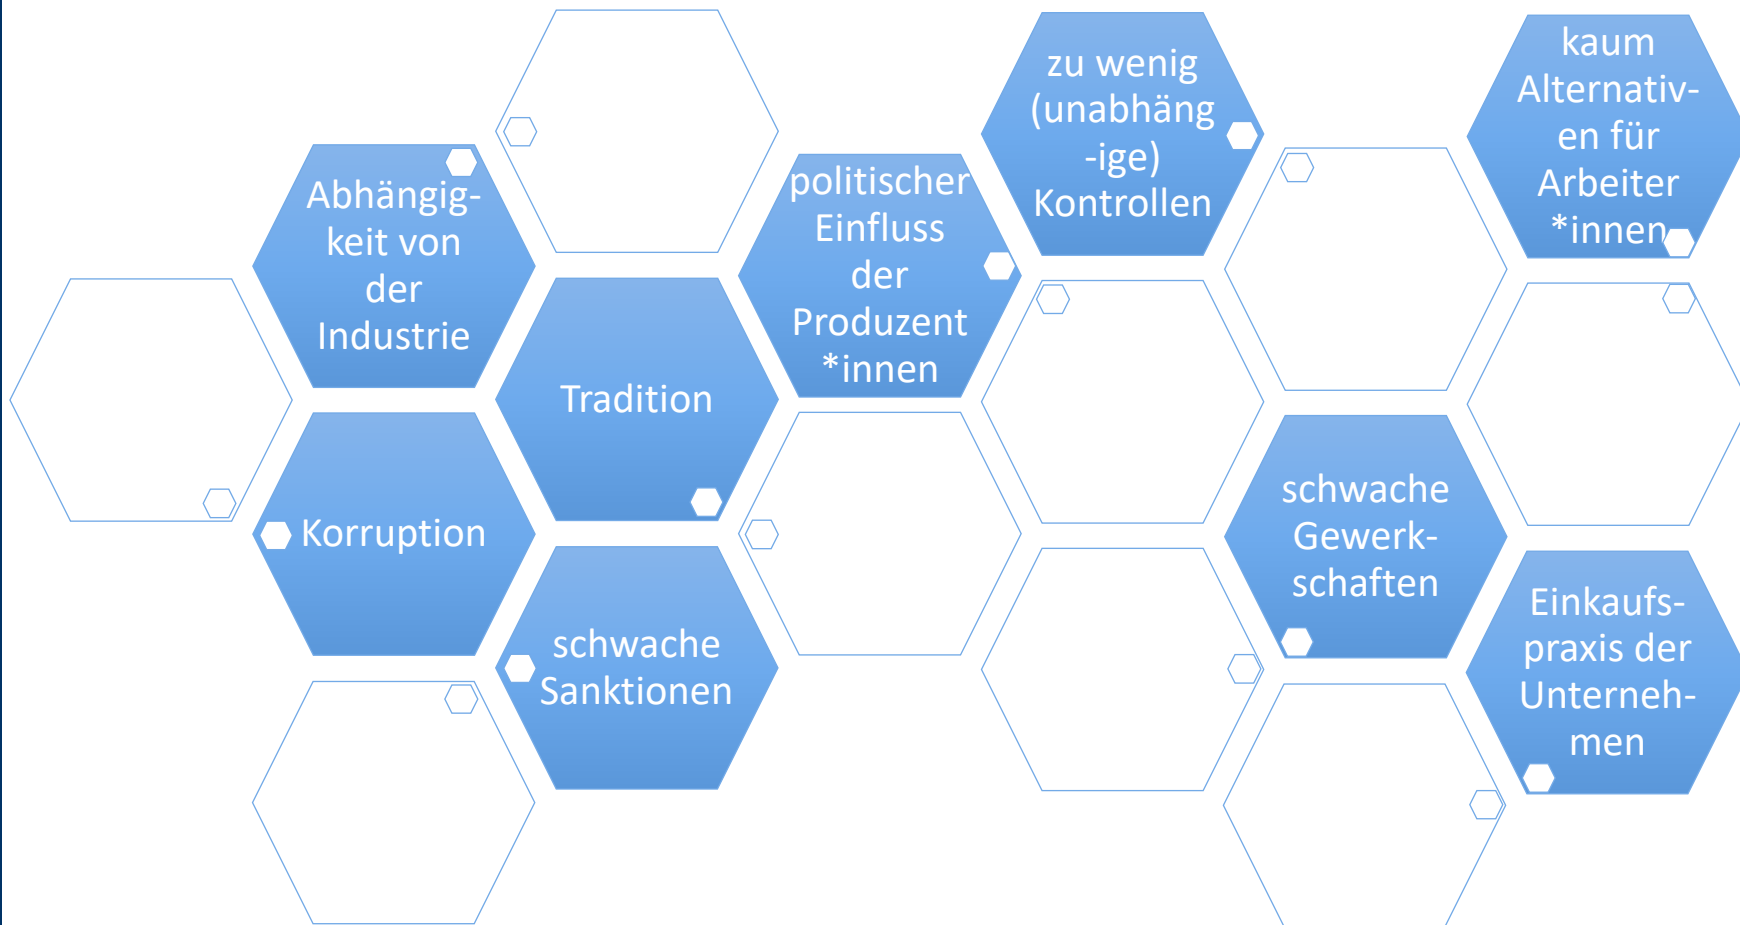 Abhängig-
keit von
der
Industrie
Korruption
Tradition
schwache
Sanktionen
politischer
Einfluss
der
Produzent
*innen
zu wenig
(unabhäng
-ige)
Kontrollen
schwache
Gewerk-
schaften
kaum
Alternativ-
en für
Arbeiter
*innen
Einkaufs-
praxis der
Unterneh-
men